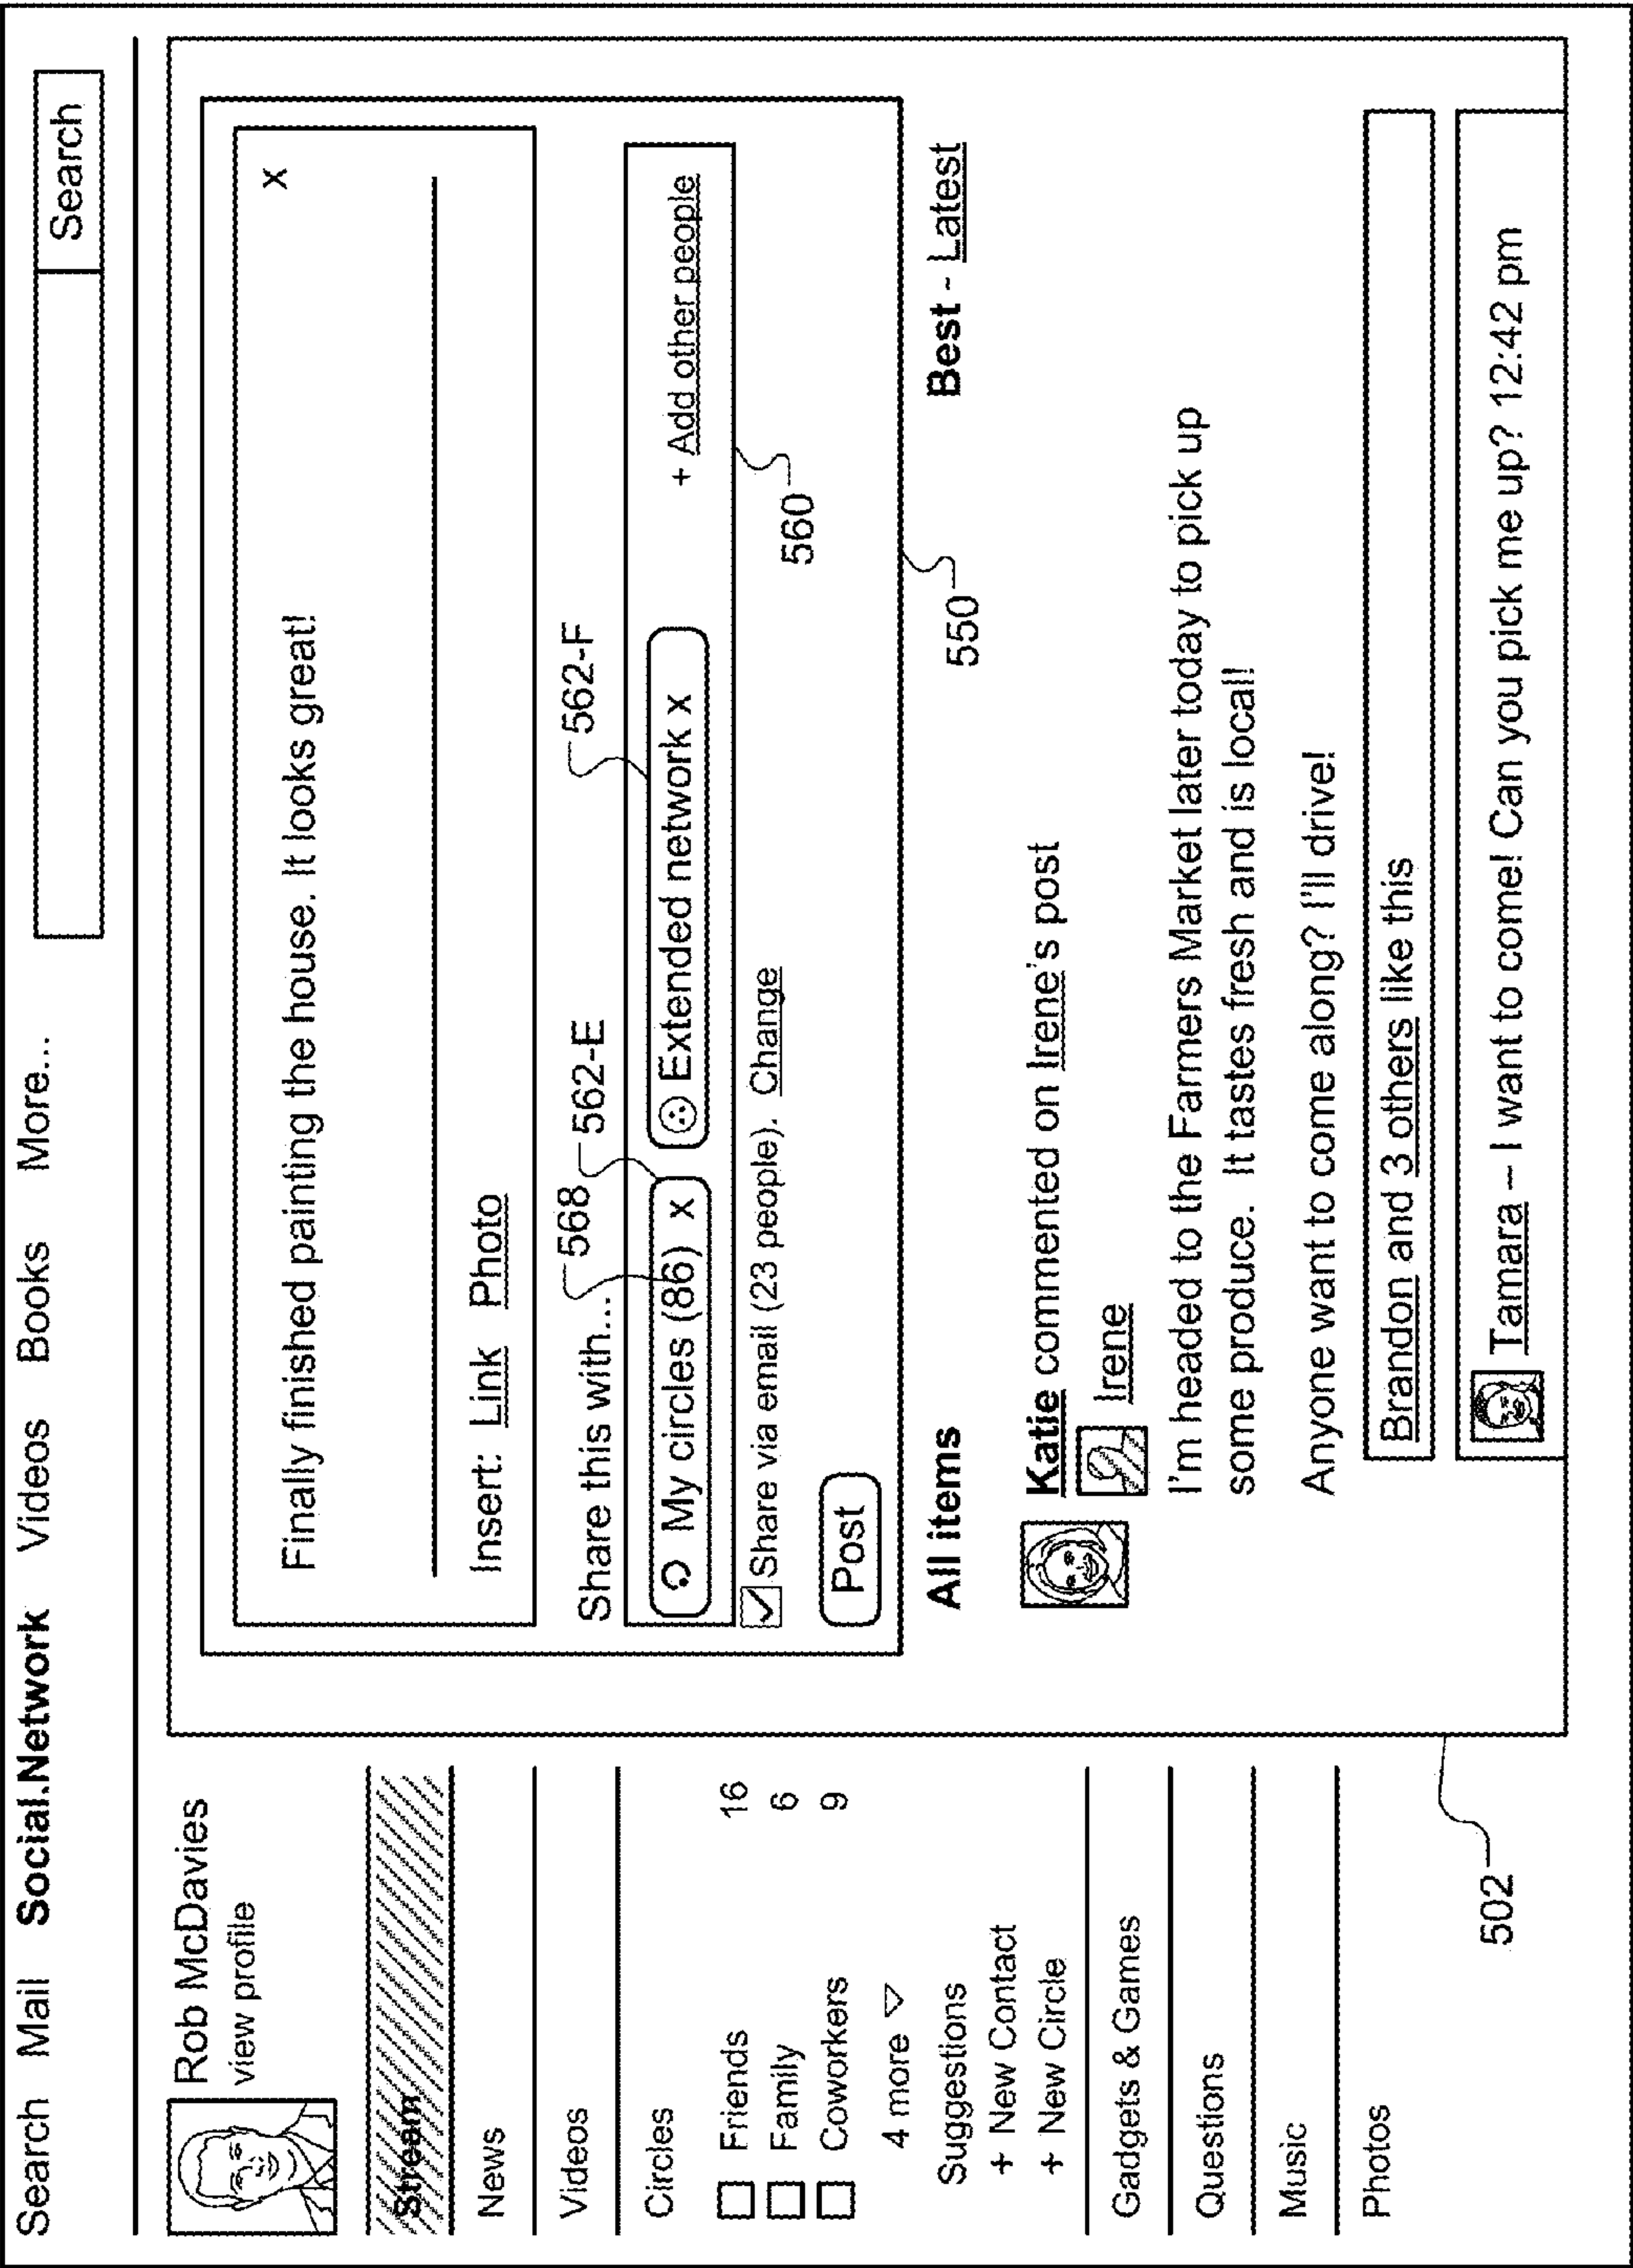 Search Mail Social.Network Videos Books More...
Search
Rob McDavies
view profile
Stream
News
Videos
Circles
Friends 16
Family 6
Coworkers 9
4 more
Suggestions
+ New Contact
+ New Circle
Gadgets & Games
Questions
Music
Photos
502
Finally finished painting the house. It looks great!
X
Insert: Link Photo
Share this with...
568
562-E
562-F
My circles (86) x
Extended network x
+ Add other people
Share via email (23 people). Change
560
Post
550
All items
Best - Latest
Katie commented on Irene's post
Irene
I'm headed to the Farmers Market later today to pick up
some produce. It tastes fresh and is local!
Anyone want to come along? I'll drive!
Brandon and 3 others like this
Tamara – I want to come! Can you pick me up? 12:42 pm